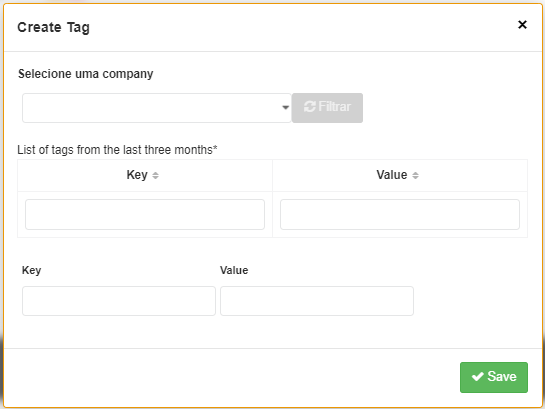 Create Tag ×
Selecione uma company
Filtrar
List of tags from the last three months*
Key Value
Key Value
Save